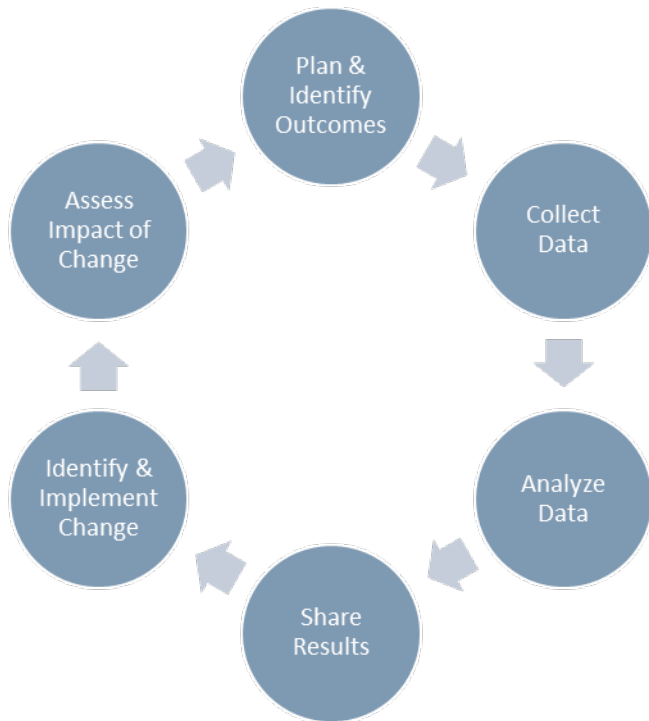 Plan &
Identify
Outcomes
Collect
Data
Analyze
Data
Share
Results
Identify &
Implement
Change
Assess
Impact of
Change